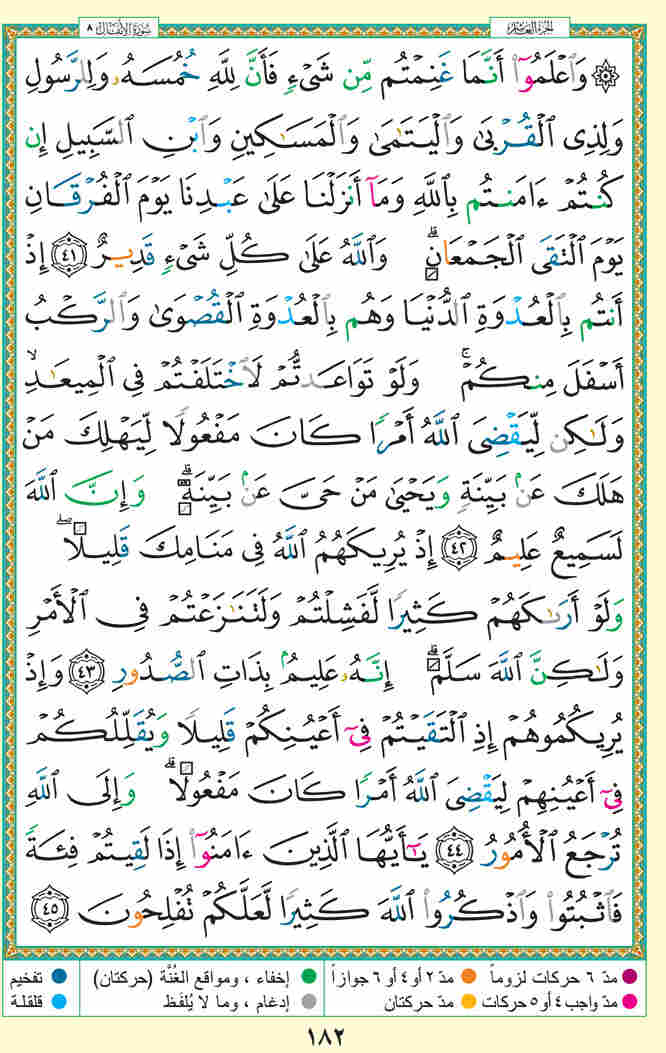 سُورَةُ الأَنفَال ٨
الجزء العاشر
۞ وَٱعۡلَمُوٓاْ أَنَّمَا غَنِمۡتُم مِّن شَيۡءٖ فَأَنَّ لِلَّهِ خُمُسَهُۥ وَلِلرَّسُولِ
وَلِذِي ٱلۡقُرۡبَىٰ وَٱلۡيَتَٰمَىٰ وَٱلۡمَسَٰكِينِ وَٱبۡنِ ٱلسَّبِيلِ إِن
كُنتُمۡ ءَامَنتُم بِٱللَّهِ وَمَآ أَنزَلۡنَا عَلَىٰ عَبۡدِنَا يَوۡمَ ٱلۡفُرۡقَانِ
يَوۡمَ ٱلۡتَقَى ٱلۡجَمۡعَانِۗ وَٱللَّهُ عَلَىٰ كُلِّ شَيۡءٖ قَدِيرٌ ٤١ إِذۡ
أَنتُم بِٱلۡعُدۡوَةِ ٱلدُّنۡيَا وَهُم بِٱلۡعُدۡوَةِ ٱلۡقُصۡوَىٰ وَٱلرَّكۡبُ
أَسۡفَلَ مِنكُمۡۚ وَلَوۡ تَوَاعَدتُّمۡ لَٱخۡتَلَفۡتُمۡ فِي ٱلۡمِيعَٰدِۙ
وَلَٰكِن لِّيَقۡضِيَ ٱللَّهُ أَمۡرٗا كَانَ مَفۡعُولٗا لِّيَهۡلِكَ مَنۡ
هَلَكَ عَنۢ بَيِّنَةٖ وَيَحۡيَىٰ مَنۡ حَيَّ عَنۢ بَيِّنَةٖۗ وَإِنَّ ٱللَّهَ
لَسَمِيعٌ عَلِيمٌ ٤٢ إِذۡ يُرِيكَهُمُ ٱللَّهُ فِي مَنَامِكَ قَلِيلٗاۖ
وَلَوۡ أَرَىٰكَهُمۡ كَثِيرٗا لَّفَشِلۡتُمۡ وَلَتَنَٰزَعۡتُمۡ فِي ٱلۡأَمۡرِ
وَلَٰكِنَّ ٱللَّهَ سَلَّمَۗ إِنَّهُۥ عَلِيمُۢ بِذَاتِ ٱلصُّدُورِ ٤٣ وَإِذۡ
يُرِيكُمُوهُمۡ إِذِ ٱلۡتَقَيۡتُمۡ فِيٓ أَعۡيُنِكُمۡ قَلِيلٗا وَيُقَلِّلُكُمۡ
فِيٓ أَعۡيُنِهِمۡ لِيَقۡضِيَ ٱللَّهُ أَمۡرٗا كَانَ مَفۡعُولٗاۗ وَإِلَى ٱللَّهِ
تُرۡجَعُ ٱلۡأُمُورُ ٤٤ يَٰٓأَيُّهَا ٱلَّذِينَ ءَامَنُوٓاْ إِذَا لَقِيتُمۡ فِئَةٗ
فَٱثۡبُتُواْ وَٱذۡكُرُواْ ٱللَّهَ كَثِيرٗا لَّعَلَّكُمۡ تُفۡلِحُونَ ٤٥
مدّ ٦ حركات لزوماً مدّ ٢ أو ٤ أو ٦ جوازاً إخفاء ، ومواقع الغُنَّة (حركتان) تفخيم
مدّ واجب ٤ أو ٥ حركات مدّ حركتان إدغام ، وما لا يُلفَظ قلقلة
١٨٢